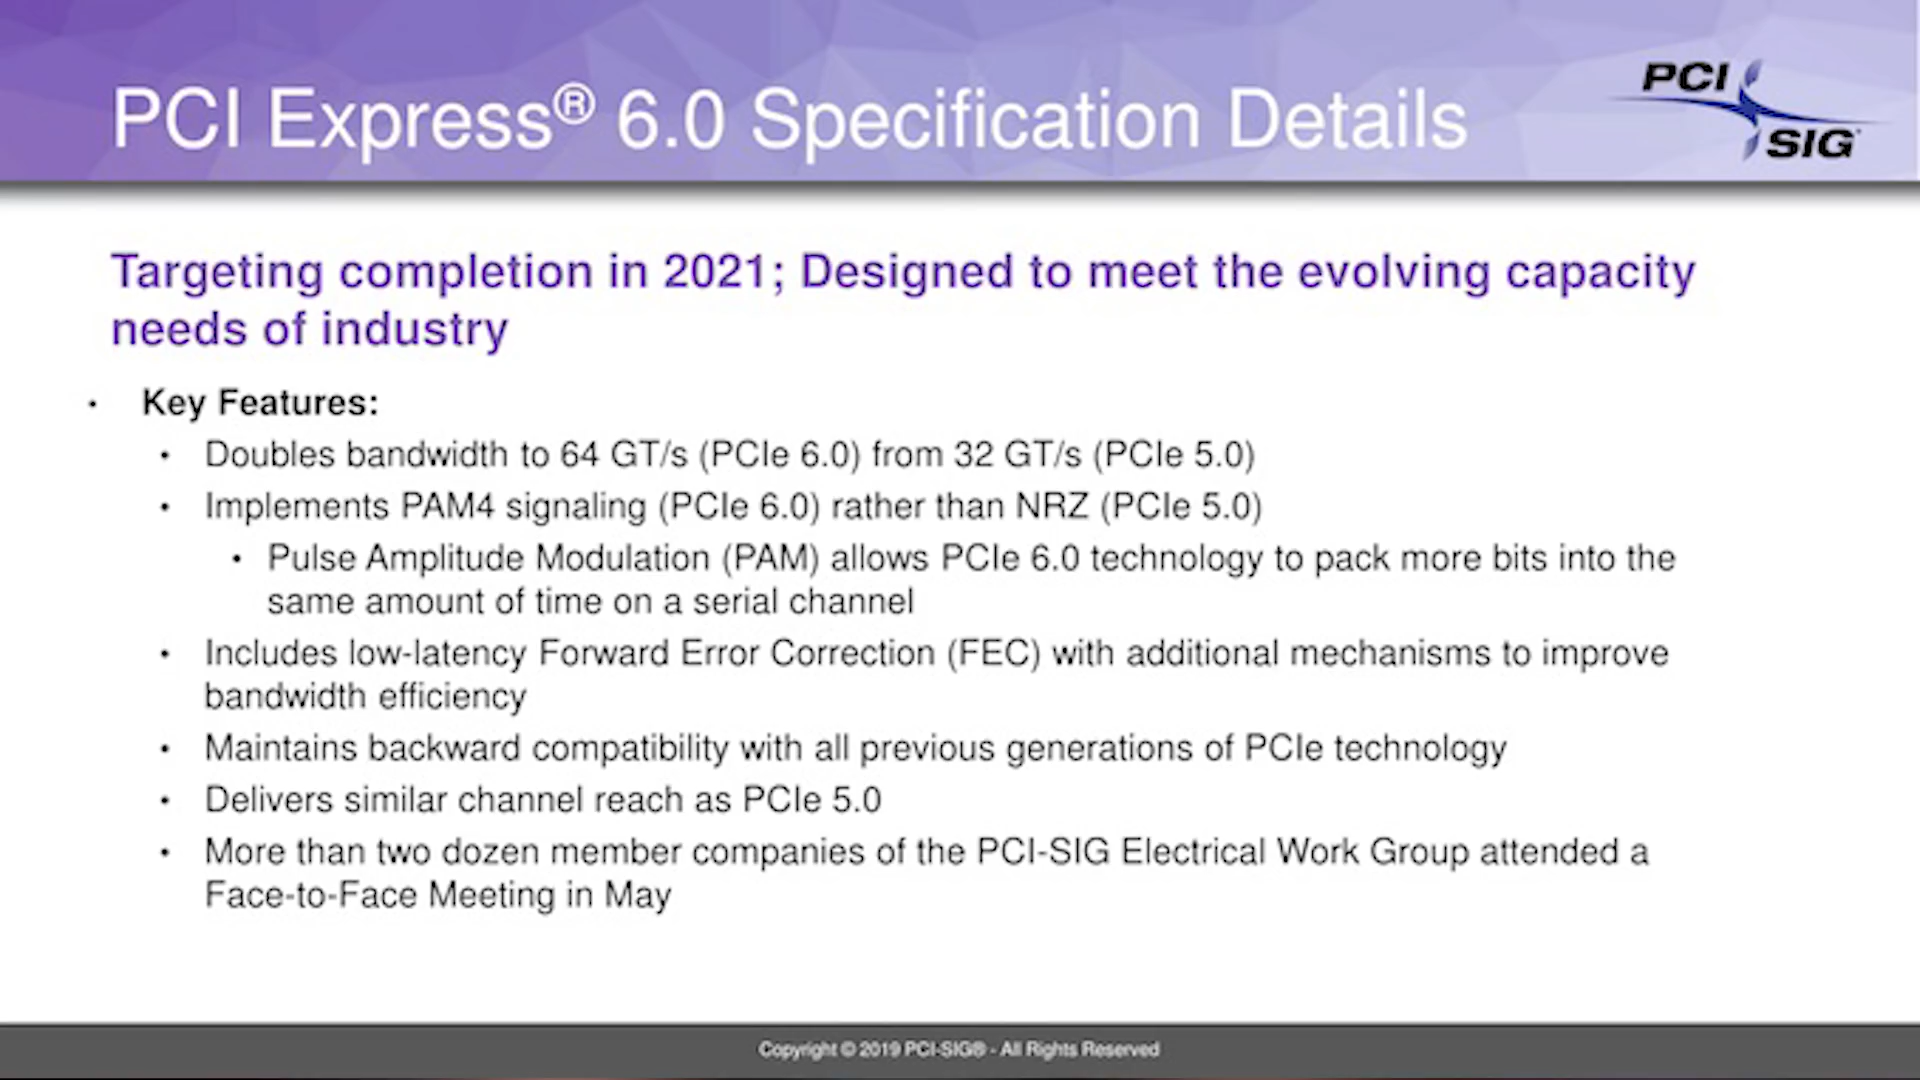 PCI Express® 6.0 Specification Details
PCI
SIG
Targeting completion in 2021; Designed to meet the evolving capacity
needs of industry
• Key Features:
• Doubles bandwidth to 64 GT/s (PCIe 6.0) from 32 GT/s (PCIe 5.0)
• Implements PAM4 signaling (PCIe 6.0) rather than NRZ (PCIe 5.0)
• Pulse Amplitude Modulation (PAM) allows PCIe 6.0 technology to pack more bits into the
same amount of time on a serial channel
• Includes low-latency Forward Error Correction (FEC) with additional mechanisms to improve
bandwidth efficiency
• Maintains backward compatibility with all previous generations of PCIe technology
• Delivers similar channel reach as PCIe 5.0
• More than two dozen member companies of the PCI-SIG Electrical Work Group attended a
Face-to-Face Meeting in May
Copyright © 2019 PCI-SIG® - All Rights Reserved